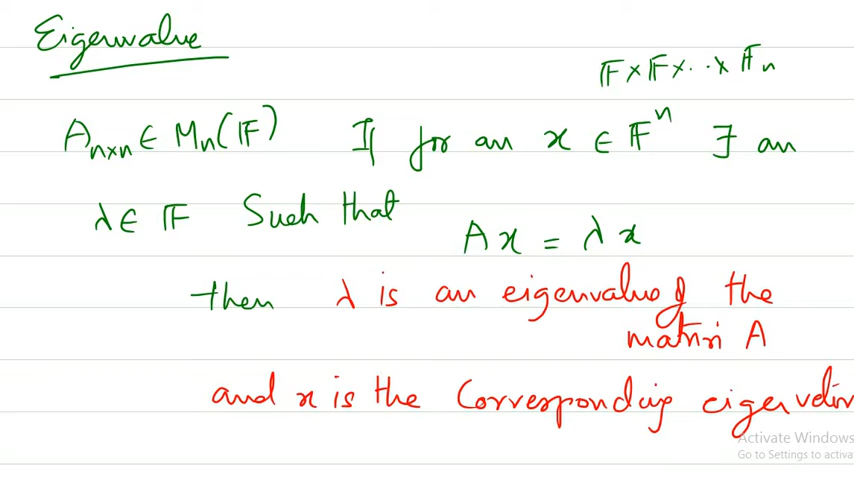 Eigenvalue
𝔽×𝔽×...×𝔽n
An×n ∈ Mn(𝔽) If for an x ∈ 𝔽^n ∃ an
λ ∈ 𝔽 Such that
Ax = λx
then λ is an eigenvalue of the
matrix A
and x is the Corresponding eigenvector
Activate Windows
Go to Settings to activa